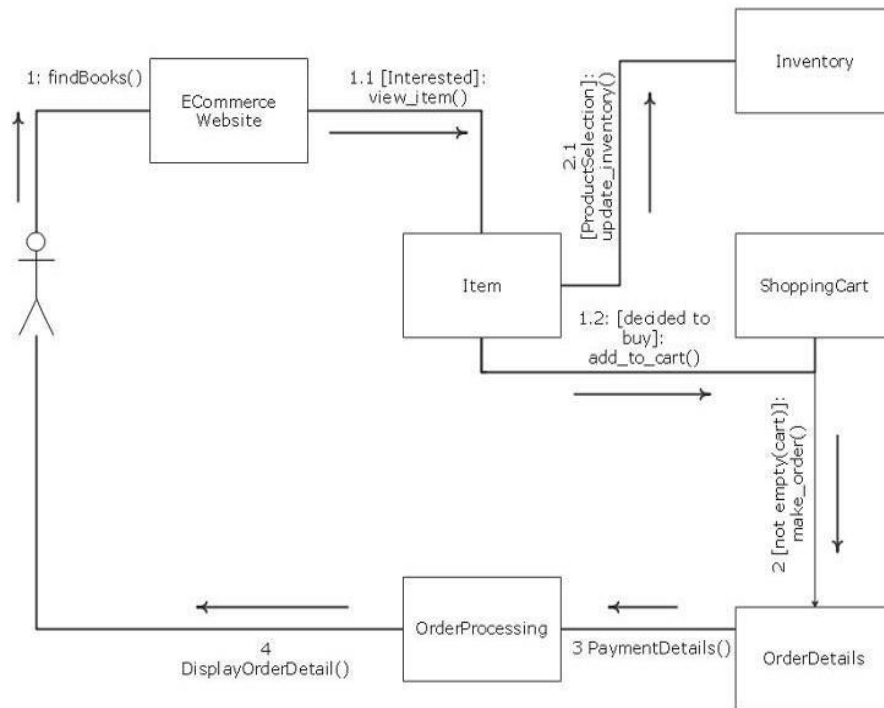 1: findBooks()
ECommerce
Website
1.1 [Interested]:
view_item()
2.1
[ProductSelection]:
update_inventory()
Inventory
Item
ShoppingCart
1.2: [decided to
buy]:
add_to_cart()
2 [not empty(cart)]:
make_order()
OrderProcessing
OrderDetails
3 PaymentDetails()
4
DisplayOrderDetail()